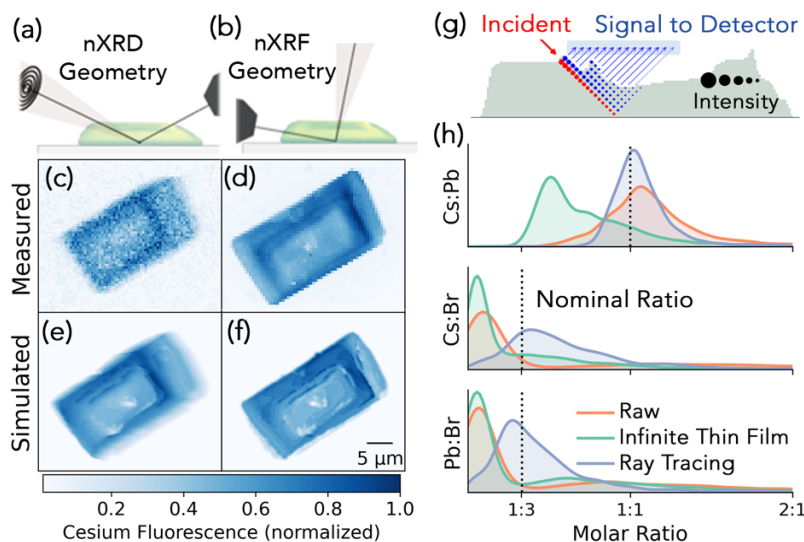 (a)
nXRD
Geometry
(b)
nXRF
Geometry
Measured
(c)
(d)
Simulated
(e)
(f)
5 μm
0.2
0.4
0.6
0.8
1.0
Cesium Fluorescence (normalized)
(g)
Incident
Signal to Detector
Intensity
(h)
Cs:Pb
Cs:Br
Nominal Ratio
Pb:Br
Raw
Infinite Thin Film
Ray Tracing
1:3
1:1
2:1
Molar Ratio